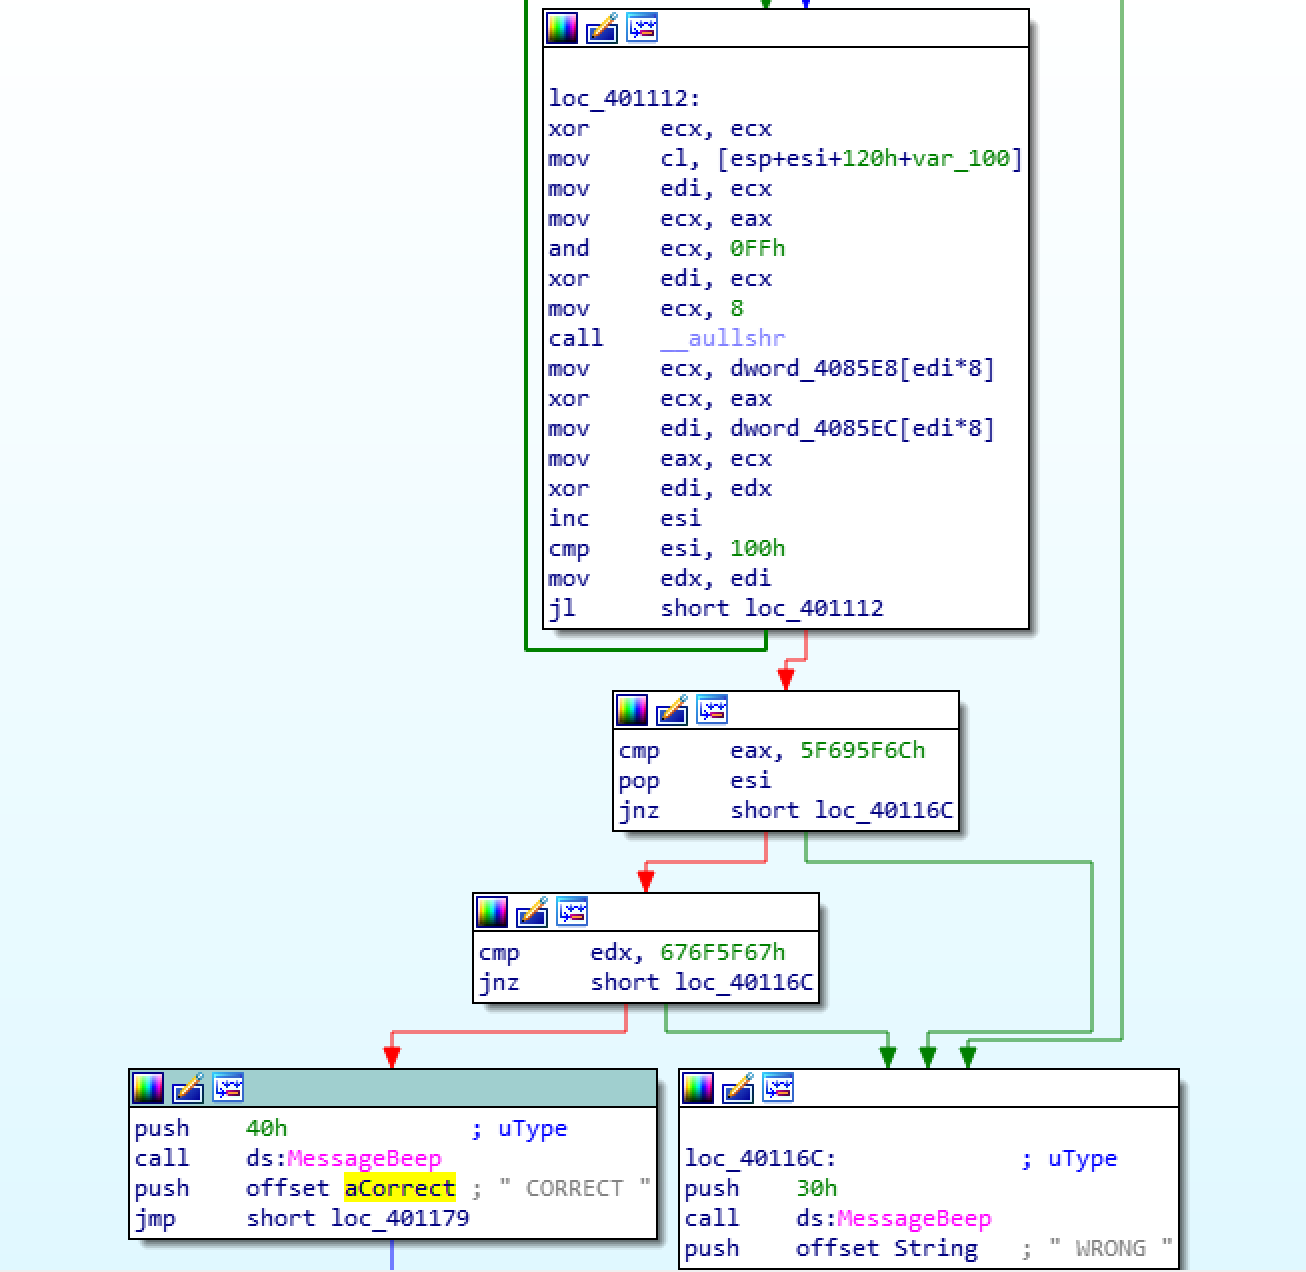 loc_401112:
xor ecx, ecx
mov cl, [esp+esi+120h+var_100]
mov edi, ecx
mov ecx, eax
and ecx, 0FFh
xor edi, ecx
mov ecx, 8
call __aullshr
mov ecx, dword_4085E8[edi*8]
xor ecx, eax
mov edi, dword_4085EC[edi*8]
mov eax, ecx
xor edi, edx
inc esi
cmp esi, 100h
mov edx, edi
jl short loc_401112
cmp eax, 5F695F6Ch
pop esi
jnz short loc_40116C
cmp edx, 676F5F67h
jnz short loc_40116C
push 40h ; uType
call ds:MessageBeep
push offset aCorrect ; " CORRECT "
jmp short loc_401179
loc_40116C: ; uType
push 30h
call ds:MessageBeep
push offset String ; " WRONG "